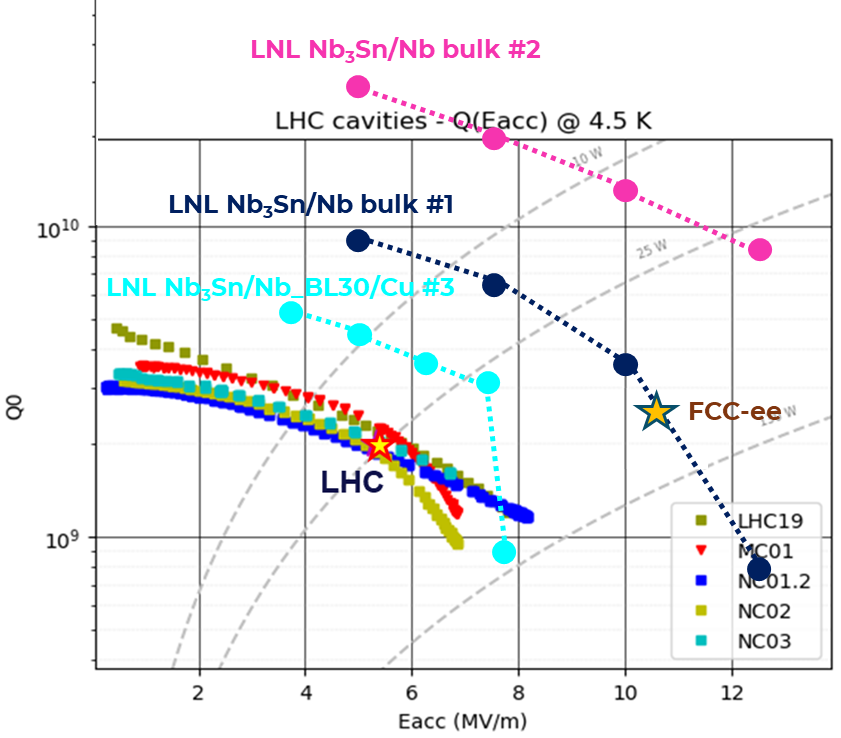 LNL Nb₃Sn/Nb bulk #2
LHC cavities - Q(Eacc) @ 4.5 K
10 W
LNL Nb₃Sn/Nb bulk #1
10¹⁰
25 W
LNL Nb₃Sn/Nb_BL30/Cu #3
Q0
FCC-ee
LHC
10⁹
LHC19
MC01
NC01.2
NC02
NC03
2 4 6 8 10 12
Eacc (MV/m)